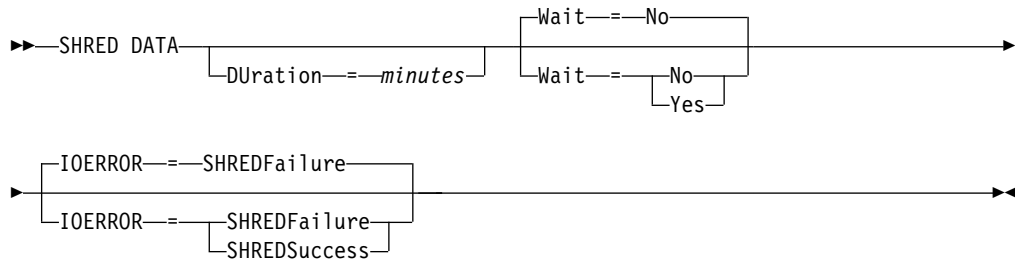 Wait = No
SHRED DATA
DUration = minutes
Wait = No
Yes
IOERROR = SHREDFailure
IOERROR = SHREDFailure
SHREDSuccess